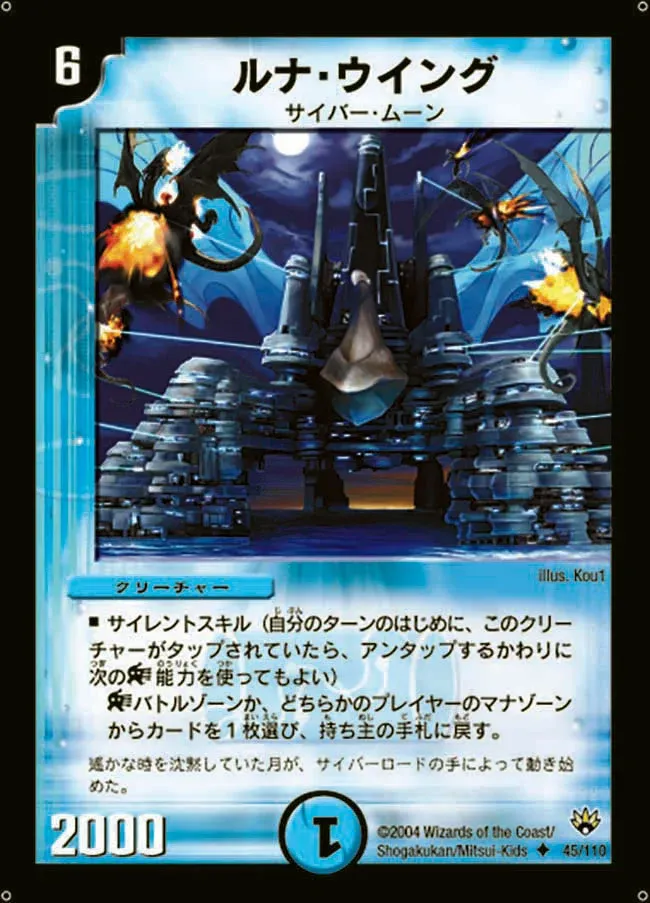 6
ルナ・ウイング
サイバー・ムーン
illus. Kou1
クリーチャー
■ サイレントスキル（自分のターンのはじめに、このクリー
チャーがタップされていたら、アンタップするかわりに
次の能力を使ってもよい）
バトルゾーンか、どちらかのプレイヤーのマナゾーン
からカードを1枚選び、持ち主の手札に戻す。
遥かな時を沈黙していた月が、サイバーロードの手によって動き始
めた。
2000
1
©2004 Wizards of the Coast/
Shogakukan/Mitsui-Kids ♦ 45/110